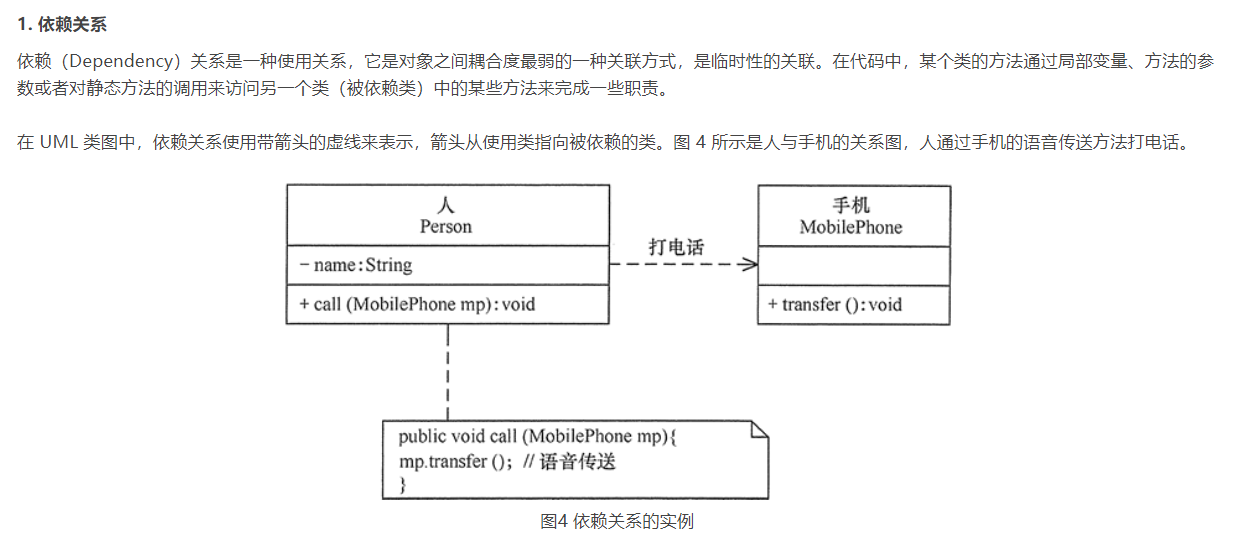 1. 依赖关系
依赖（Dependency）关系是一种使用关系，它是对象之间耦合度最弱的一种关联方式，是临时性的关联。在代码中，某个类的方法通过局部变量、方法的参
数或者对静态方法的调用来访问另一个类（被依赖类）中的某些方法来完成一些职责。
在 UML 类图中，依赖关系使用带箭头的虚线来表示，箭头从使用类指向被依赖的类。图 4 所示是人与手机的关系图，人通过手机的语音传送方法打电话。
人
Person
- name:String
+ call (MobilePhone mp):void
打电话
手机
MobilePhone
+ transfer ():void
public void call (MobilePhone mp){
mp.transfer (); // 语音传送
}
图4 依赖关系的实例